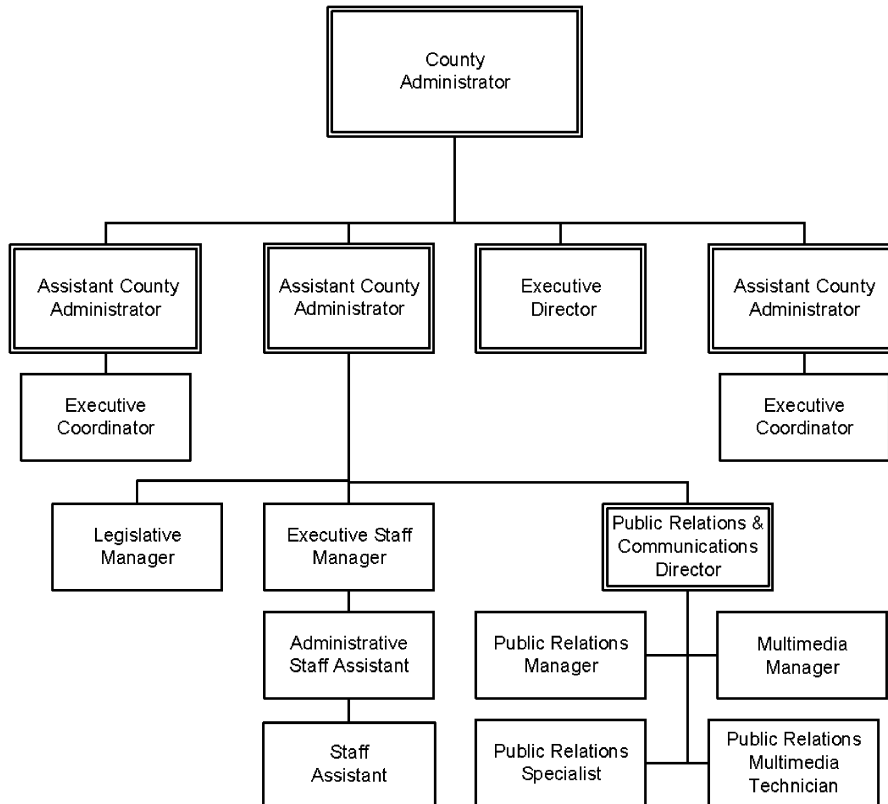 County
Administrator
Assistant County
Administrator
Assistant County
Administrator
Executive
Director
Assistant County
Administrator
Executive
Coordinator
Executive
Coordinator
Legislative
Manager
Executive Staff
Manager
Public Relations &
Communications
Director
Administrative
Staff Assistant
Public Relations
Manager
Multimedia
Manager
Staff
Assistant
Public Relations
Specialist
Public Relations
Multimedia
Technician